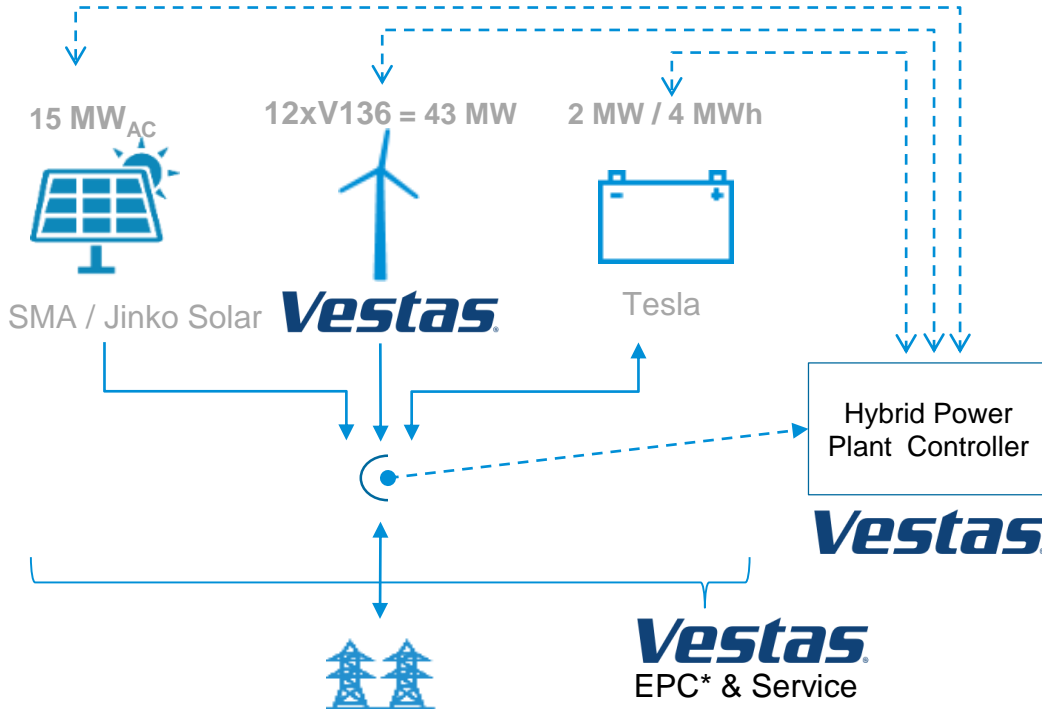 15 MWAC
12xV136 = 43 MW
2 MW / 4 MWh
SMA / Jinko Solar
Vestas®
Tesla
Hybrid Power
Plant Controller
Vestas
Vestas®
EPC* & Service